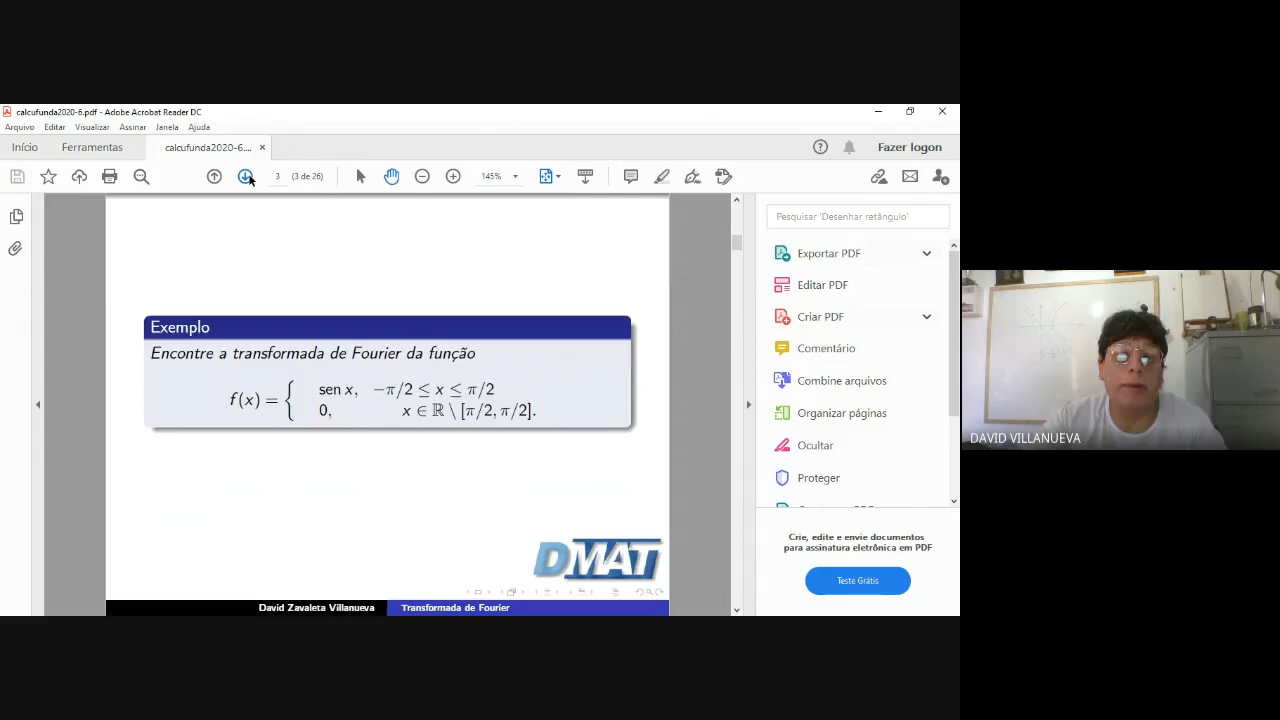 calcufunda2020-6.pdf - Adobe Acrobat Reader DC
Arquivo Editar Visualizar Assinar Janela Ajuda
Início Ferramentas calcufunda2020-6.... × Fazer logon
3 (3 de 26) 145%
Pesquisar 'Desenhar retângulo'
Exportar PDF
Editar PDF
Criar PDF
Comentário
Combine arquivos
Organizar páginas
Ocultar
Proteger
Crie, edite e envie documentos
para assinatura eletrônica em PDF
Teste Grátis
Exemplo
Encontre a transformada de Fourier da função
f(x) = { sen x, −π/2 ≤ x ≤ π/2
0, x ∈ ℝ \ [π/2, π/2].
DMAT
David Zavaleta Villanueva Transformada de Fourier
DAVID VILLANUEVA